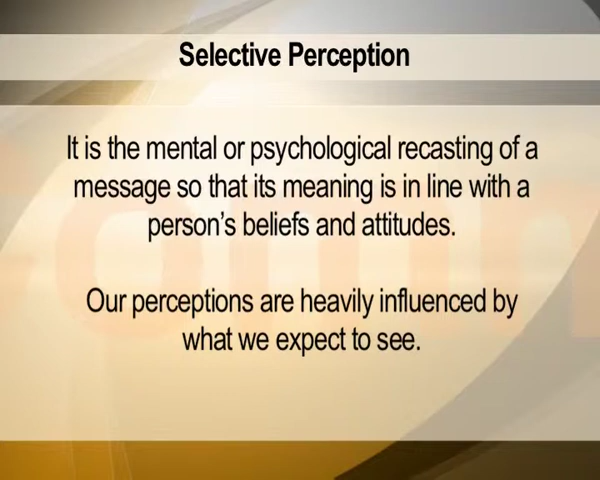 Selective Perception
It is the mental or psychological recasting of a
message so that its meaning is in line with a
person's beliefs and attitudes.
Our perceptions are heavily influenced by
what we expect to see.